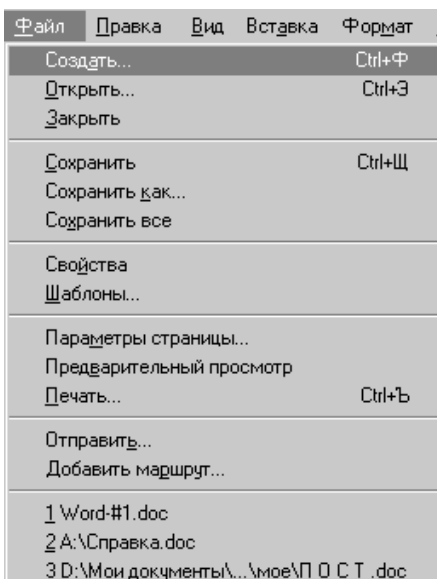 Файл Правка Вид Вставка Формат
Создать... Ctrl+Ф
Открыть... Ctrl+Э
Закрыть
Сохранить Ctrl+Щ
Сохранить как...
Сохранить все
Свойства
Шаблоны...
Параметры страницы...
Предварительный просмотр
Печать... Ctrl+Ъ
Отправить...
Добавить маршрут...
1 Word-#1.doc
2 A:\Справка.doc
3 D:\Мои документы\...\мое\П О С Т .doc